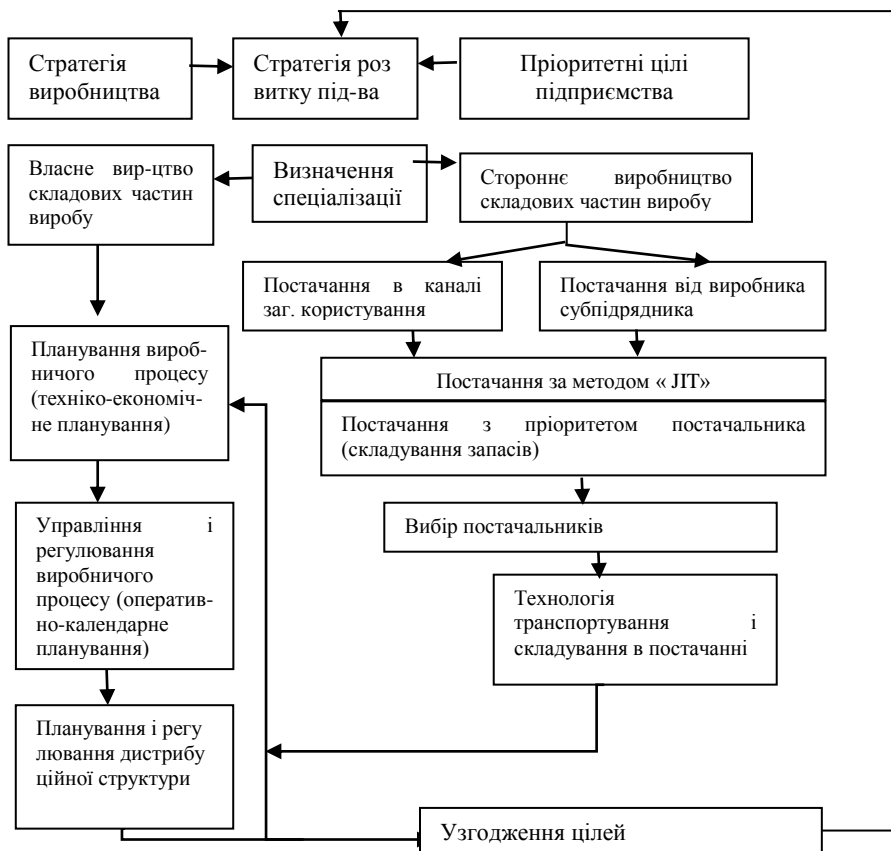 Стратегія
виробництва
Стратегія роз
витку під-ва
Пріоритетні цілі
підприємства
Власне вир-цтво
складових частин
виробу
Визначення
спеціалізації
Стороннє виробництво
складових частин виробу
Постачання в каналі
заг. користування
Постачання від виробника
субпідрядника
Планування вироб-
ничого процесу
(техніко-економіч-
не планування)
Постачання за методом « JIT»
Постачання з пріоритетом постачальника
(складування запасів)
Управління і
регулювання
виробничого
процесу (оператив-
но-календарне
планування)
Вибір постачальників
Технологія
транспортування і
складування в постачанні
Планування і регу
лювання дистрибу
ційної структури
Узгодження цілей